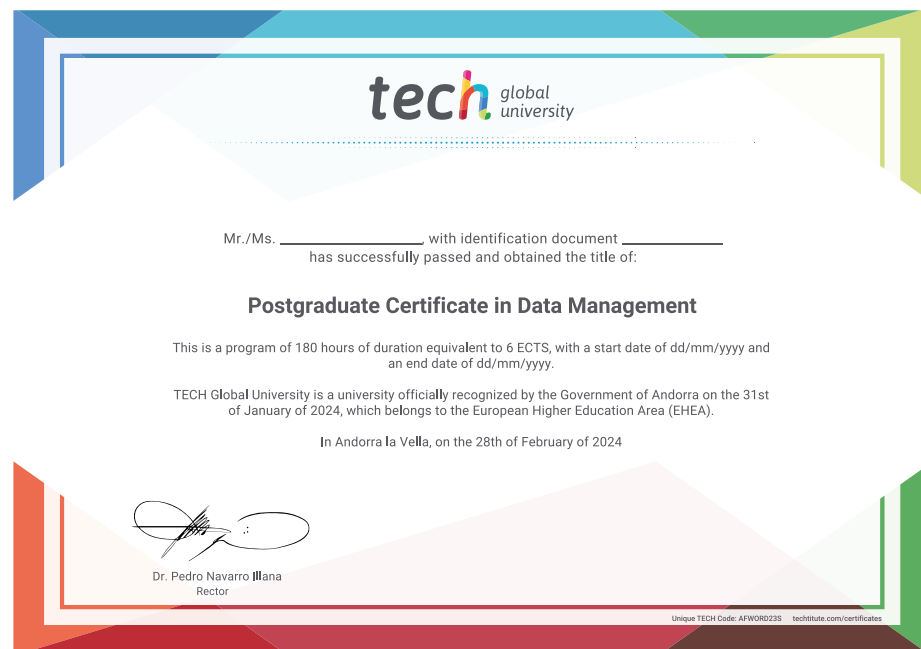 tech global university
Mr./Ms. ____________, with identification document ____________
has successfully passed and obtained the title of:
Postgraduate Certificate in Data Management
This is a program of 180 hours of duration equivalent to 6 ECTS, with a start date of dd/mm/yyyy and
an end date of dd/mm/yyyy.
TECH Global University is a university officially recognized by the Government of Andorra on the 31st
of January of 2024, which belongs to the European Higher Education Area (EHEA).
In Andorra la Vella, on the 28th of February of 2024
Dr. Pedro Navarro Illana
Rector
Unique TECH Code: AFWORD23S techtitute.com/certificates